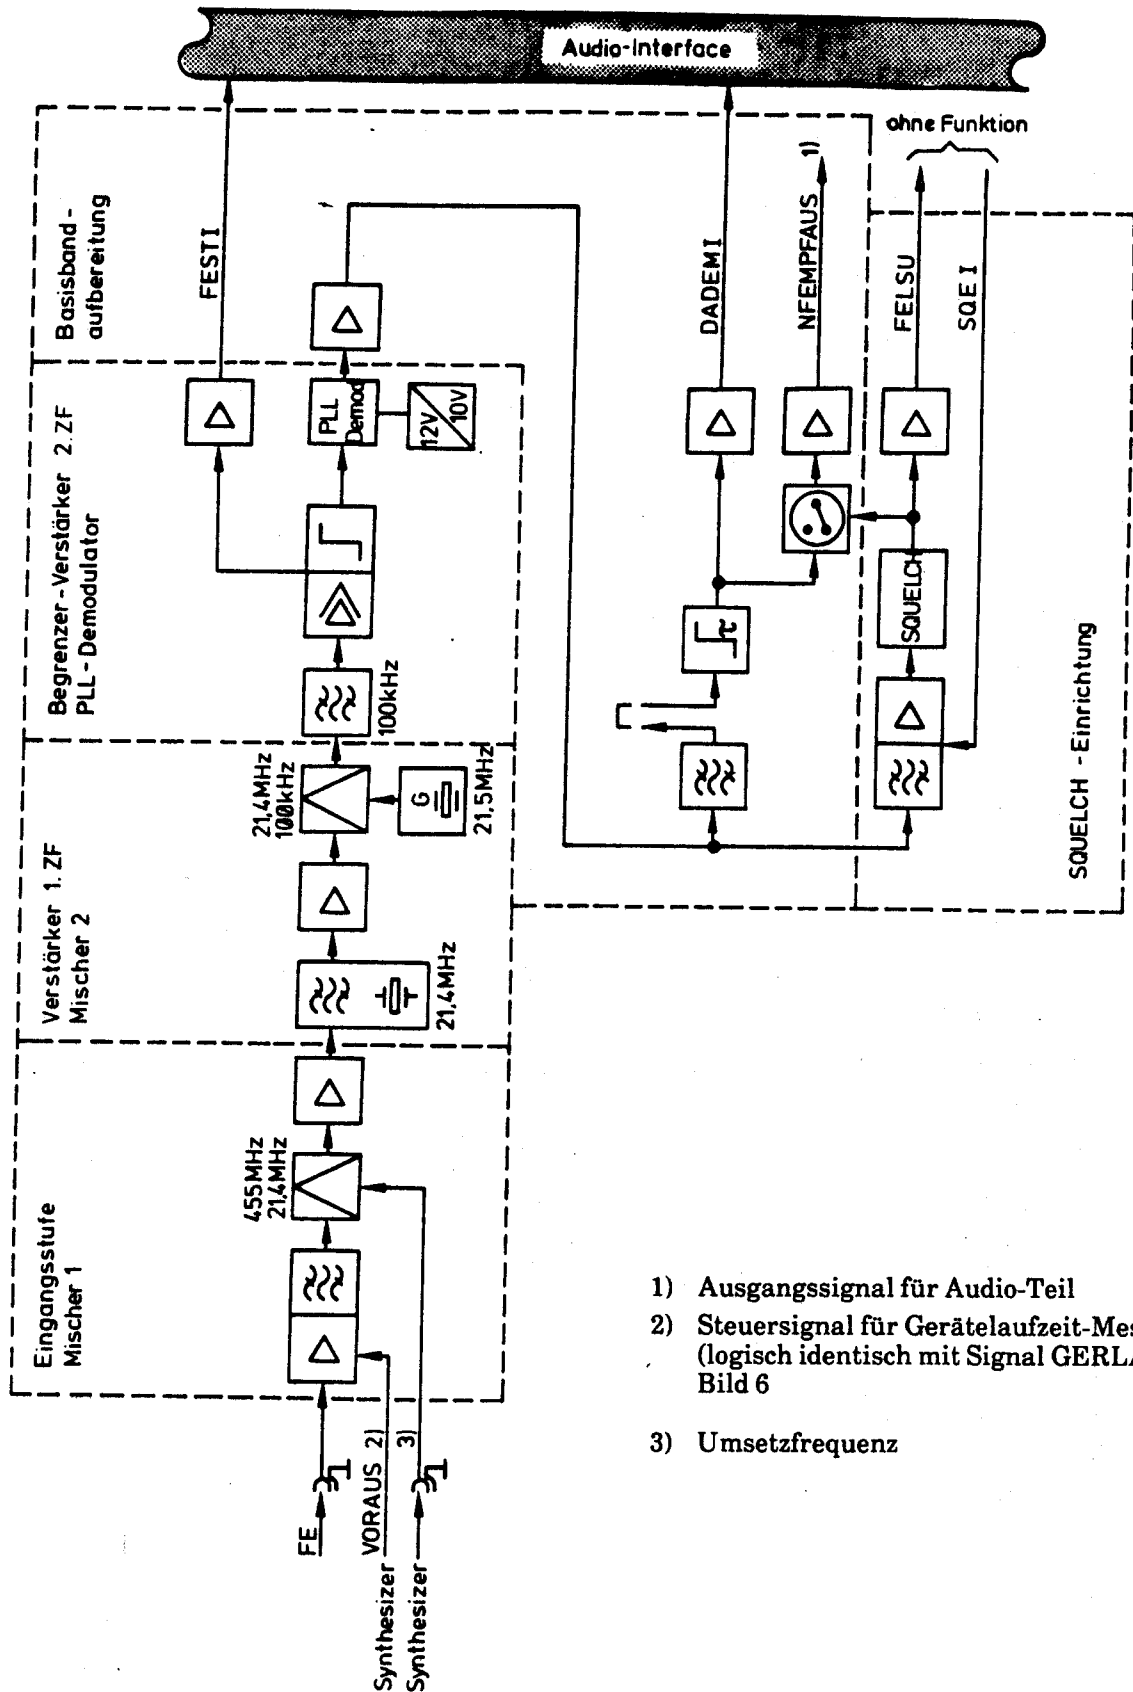 Audio-Interface
ohne Funktion
Basisband-
aufbereitung
FESTI
DADEMI
NFEMPFAUS 1)
FELSU
SQEI
Begrenzer-Verstärker 2. ZF
PLL-Demodulator
PLL
Demod
12V
10V
100kHz
SQUELCH
SQUELCH-Einrichtung
Verstärker 1. ZF
Mischer 2
21,4MHz
100kHz
G
21,5MHz
21,4MHz
τ
Eingangsstufe
Mischer 1
455MHz
21,4MHz
FE
VORAUS 2)
Synthesizer
3)
Synthesizer
1) Ausgangssignal für Audio-Teil
2) Steuersignal für Gerätelaufzeit-Mes
(logisch identisch mit Signal GERLA
Bild 6
3) Umsetzfrequenz